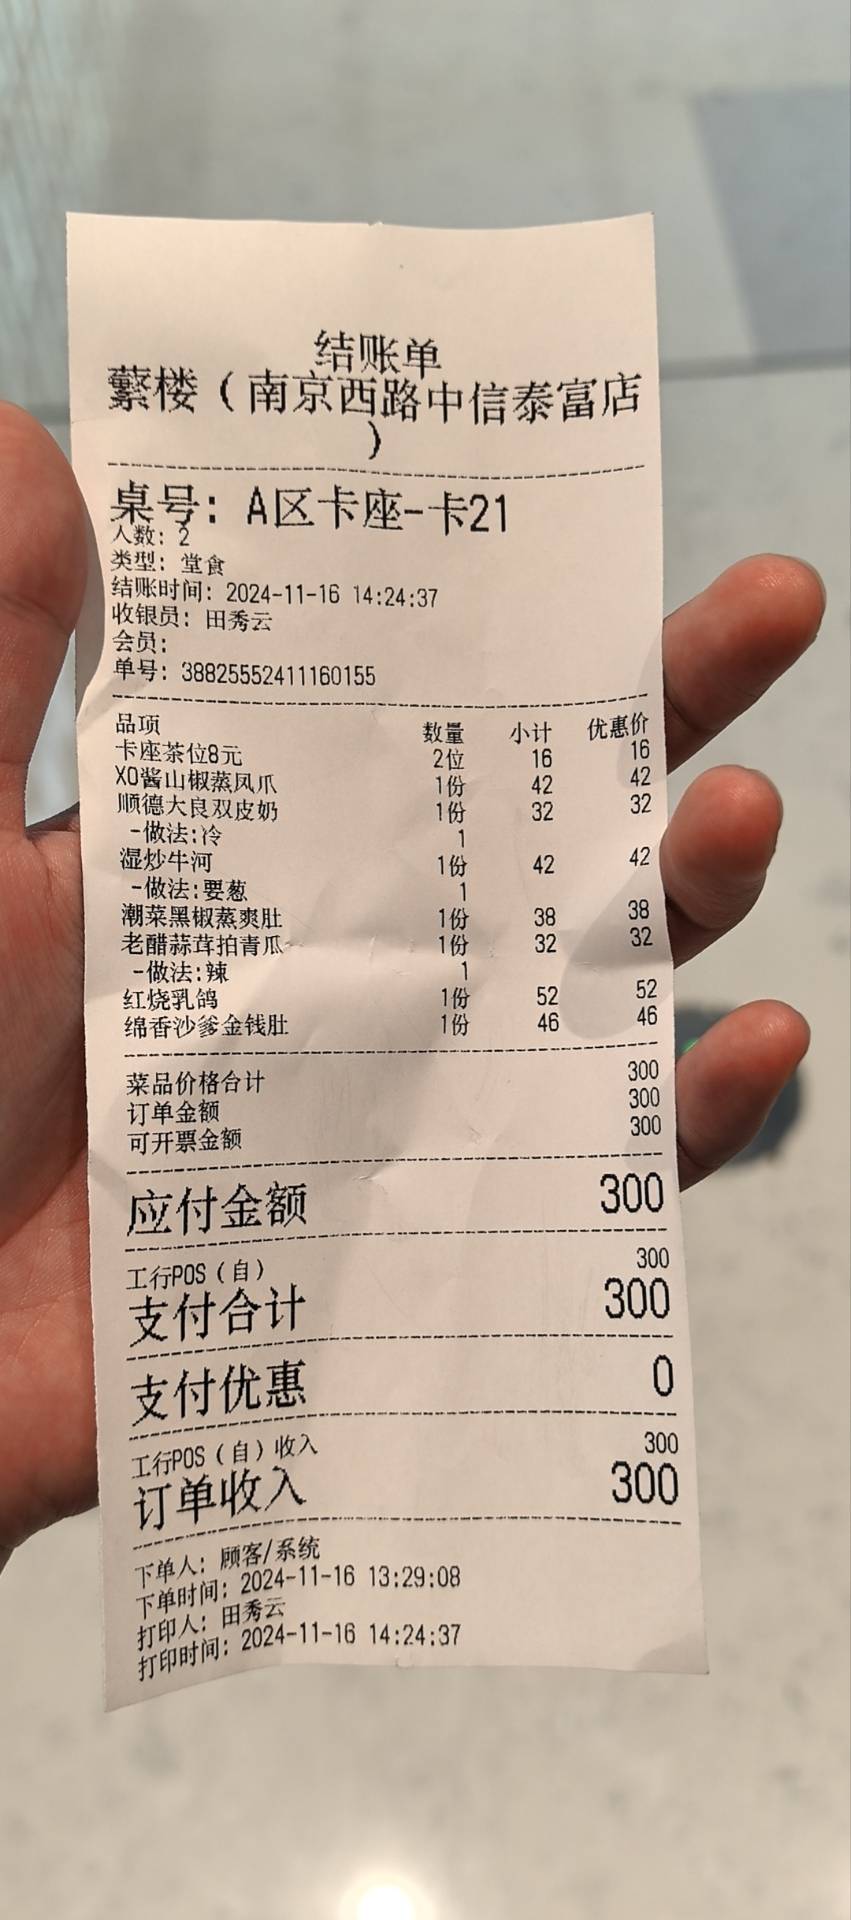 结账单
蘩楼（南京西路中信泰富店
）
桌号：A区卡座-卡21
人数：2
类型：堂食
结账时间：2024-11-16 14:24:37
收银员：田秀云
会员：
单号：38825552411160155
品项 数量 小计 优惠价
卡座茶位8元 2位 16 16
XO酱山椒蒸凤爪 1份 42 42
顺德大良双皮奶 1份 32 32
-做法:冷 1
湿炒牛河 1份 42 42
-做法:要葱 1
潮菜黑椒蒸爽肚 1份 38 38
老醋蒜茸拍青瓜 1份 32 32
-做法:辣 1
红烧乳鸽 1份 52 52
绵香沙爹金钱肚 1份 46 46
菜品价格合计 300
订单金额 300
可开票金额 300
应付金额 300
工行POS（自） 300
支付合计 300
支付优惠 0
工行POS（自）收入 300
订单收入 300
下单人：顾客/系统
下单时间：2024-11-16 13:29:08
打印人：田秀云
打印时间：2024-11-16 14:24:37